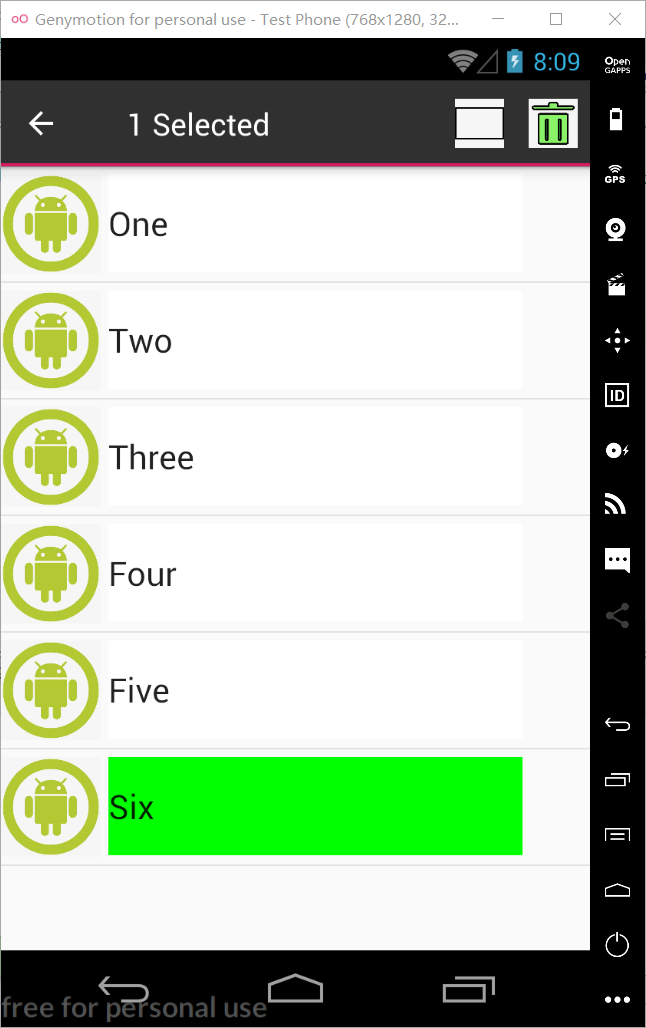 Genymotion for personal use - Test Phone (768x1280, 32...
8:09
1 Selected
One
Two
Three
Four
Five
Six
Open
GAPPS
GPS
ID
free for personal use